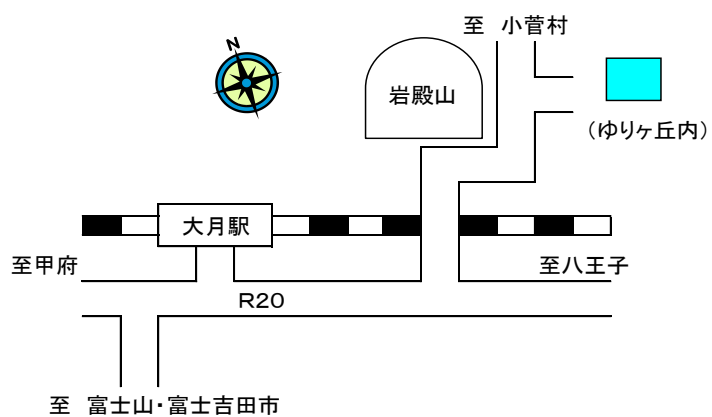 至　小菅村
N
岩殿山
（ゆりヶ丘内）
大月駅
至甲府
至八王子
R20
至　富士山・富士吉田市